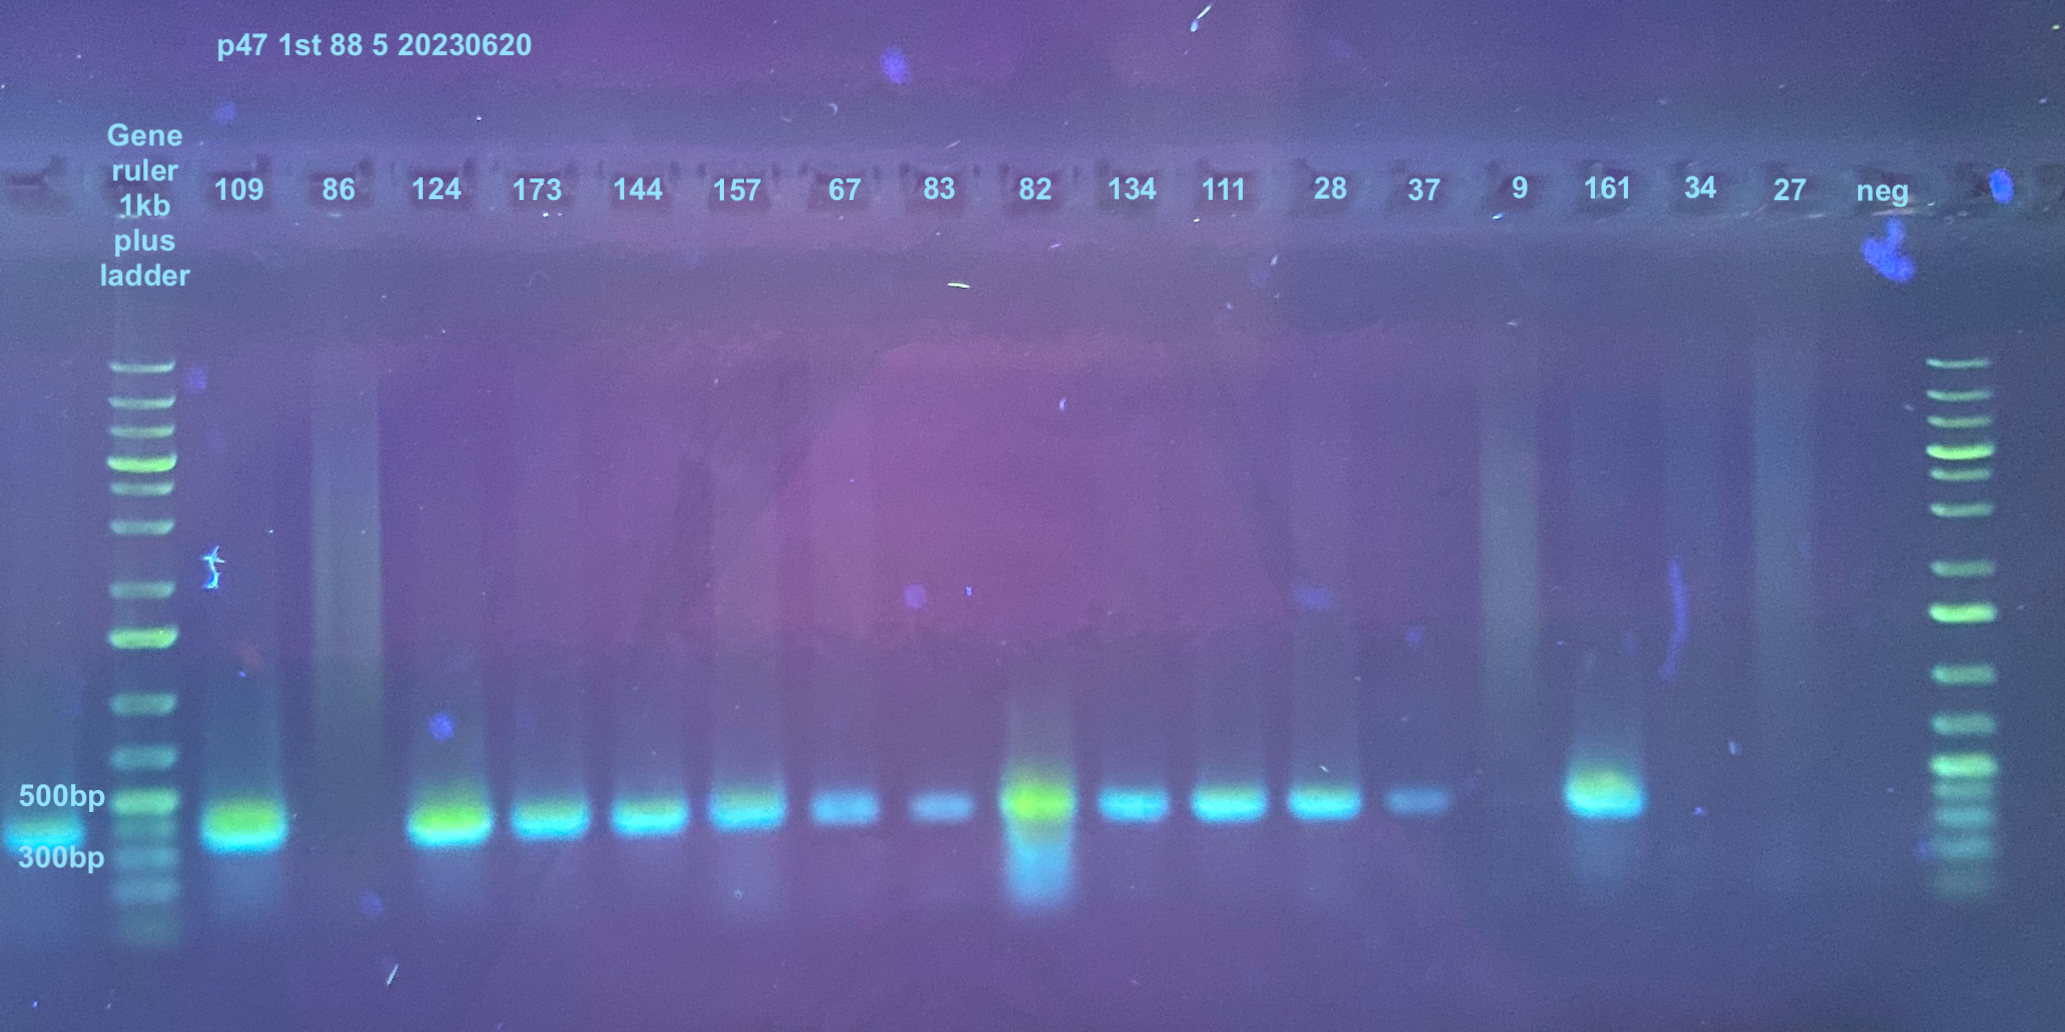 p47 1st 88 5 20230620
Gene
ruler
1kb
plus
ladder
109 86 124 173 144 157 67 83 82 134 111 28 37 9 161 34 27 neg
500bp
300bp